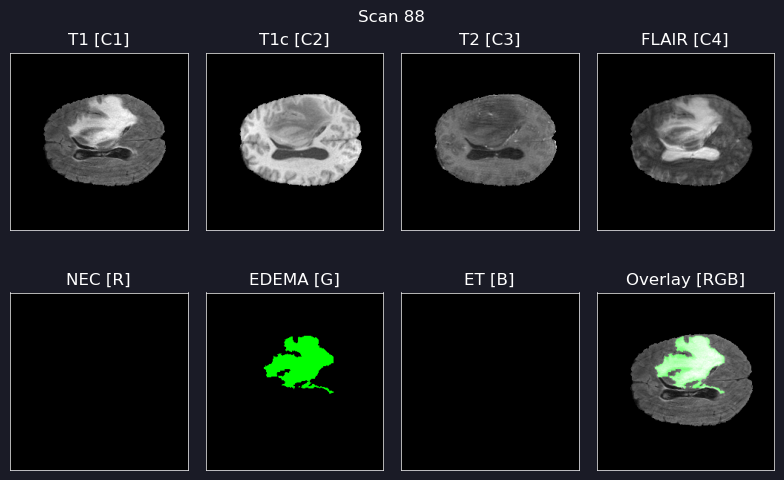 Scan 88
T1 [C1]
T1c [C2]
T2 [C3]
FLAIR [C4]
NEC [R]
EDEMA [G]
ET [B]
Overlay [RGB]